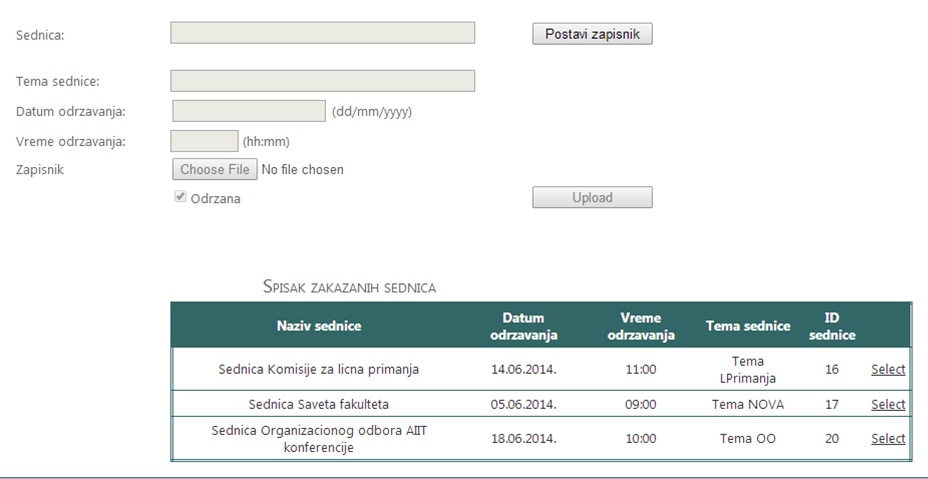 Sednica:
Postavi zapisnik
Tema sednice:
Datum odrzavanja:
(dd/mm/yyyy)
Vreme odrzavanja:
(hh:mm)
Zapisnik
Choose File No file chosen
Odrzana
Upload
Spisak zakazanih sednica
Naziv sednice
Datum
odrzavanja
Vreme
odrzavanja
Tema sednice
ID
sednice
Sednica Komisije za licna primanja
14.06.2014.
11:00
Tema
LPrimanja
16
Select
Sednica Saveta fakulteta
05.06.2014.
09:00
Tema NOVA
17
Select
Sednica Organizacionog odbora AIIT
konferencije
18.06.2014.
10:00
Tema OO
20
Select